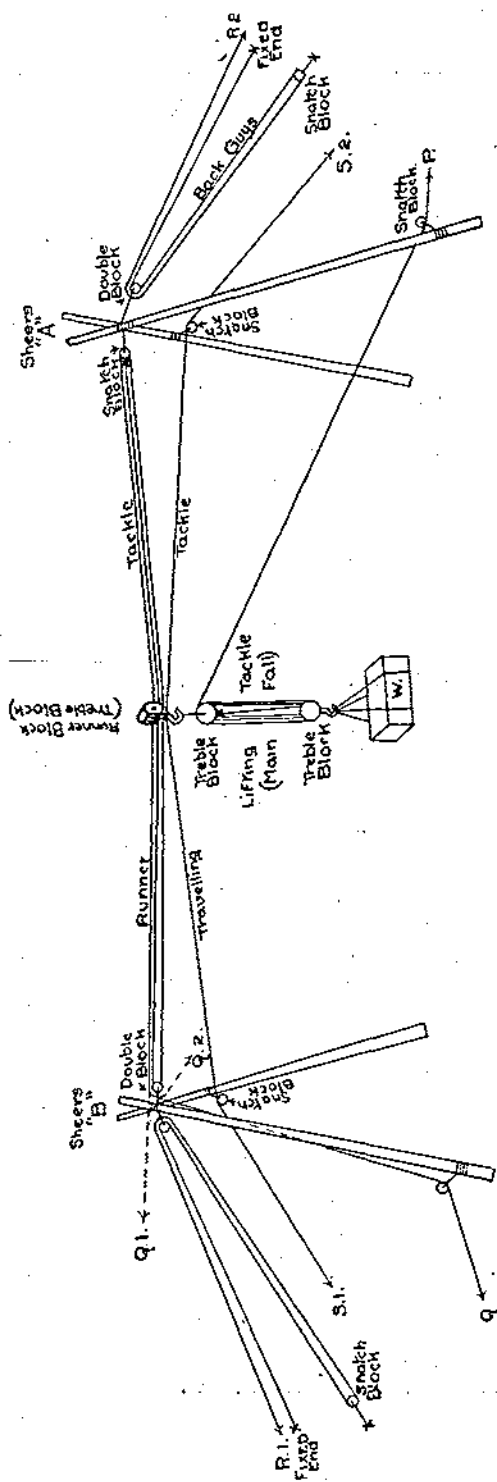 Sheers
"B"
Double
Block
Q.1.
Q.2.
Snatch
Block
S.1.
Q
R.1.
Fixed
End
Snatch
Block
Runner
Travelling
Runner Block
(Treble Block)
Tackle
Tackle
Treble
Block
Lifting
(Main
Tackle
Fall)
Treble
Block
W.
Sheers
"A"
Snatch
Block
Double
Block
Snatch
Block
Back Guys
R.2
Fixed
End
Snatch
Block
S.2.
Snatth
Block.
P.